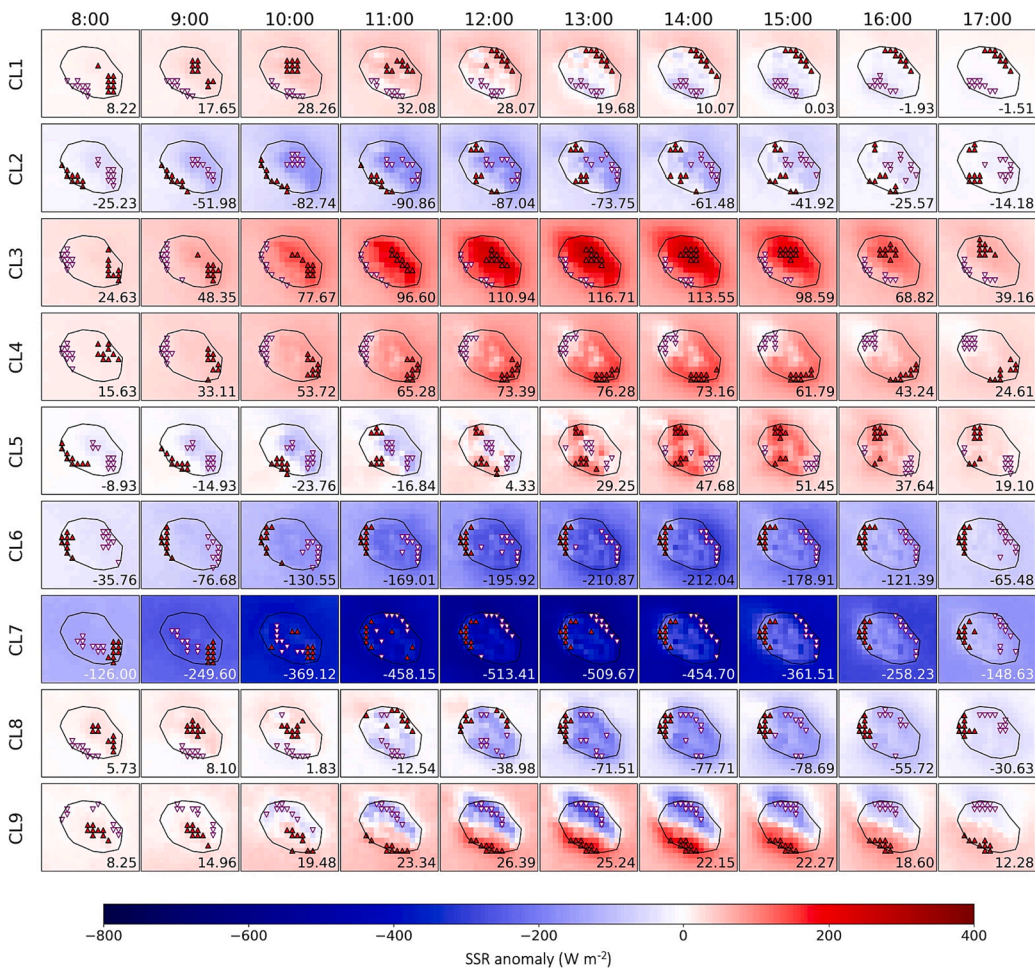 8:00 9:00 10:00 11:00 12:00 13:00 14:00 15:00 16:00 17:00
CL1 8.22 17.65 28.26 32.08 28.07 19.68 10.07 0.03 -1.93 -1.51
CL2 -25.23 -51.98 -82.74 -90.86 -87.04 -73.75 -61.48 -41.92 -25.57 -14.18
CL3 24.63 48.35 77.67 96.60 110.94 116.71 113.55 98.59 68.82 39.16
CL4 15.63 33.11 53.72 65.28 73.39 76.28 73.16 61.79 43.24 24.61
CL5 -8.93 -14.93 -23.76 -16.84 4.33 29.25 47.68 51.45 37.64 19.10
CL6 -35.76 -76.68 -130.55 -169.01 -195.92 -210.87 -212.04 -178.91 -121.39 -65.48
CL7 -126.00 -249.60 -369.12 -458.15 -513.41 -509.67 -454.70 -361.51 -258.23 -148.63
CL8 5.73 8.10 1.83 -12.54 -38.98 -71.51 -77.71 -78.69 -55.72 -30.63
CL9 8.25 14.96 19.48 23.34 26.39 25.24 22.15 22.27 18.60 12.28
−800 −600 −400 −200 0 200 400
SSR anomaly (W m⁻²)